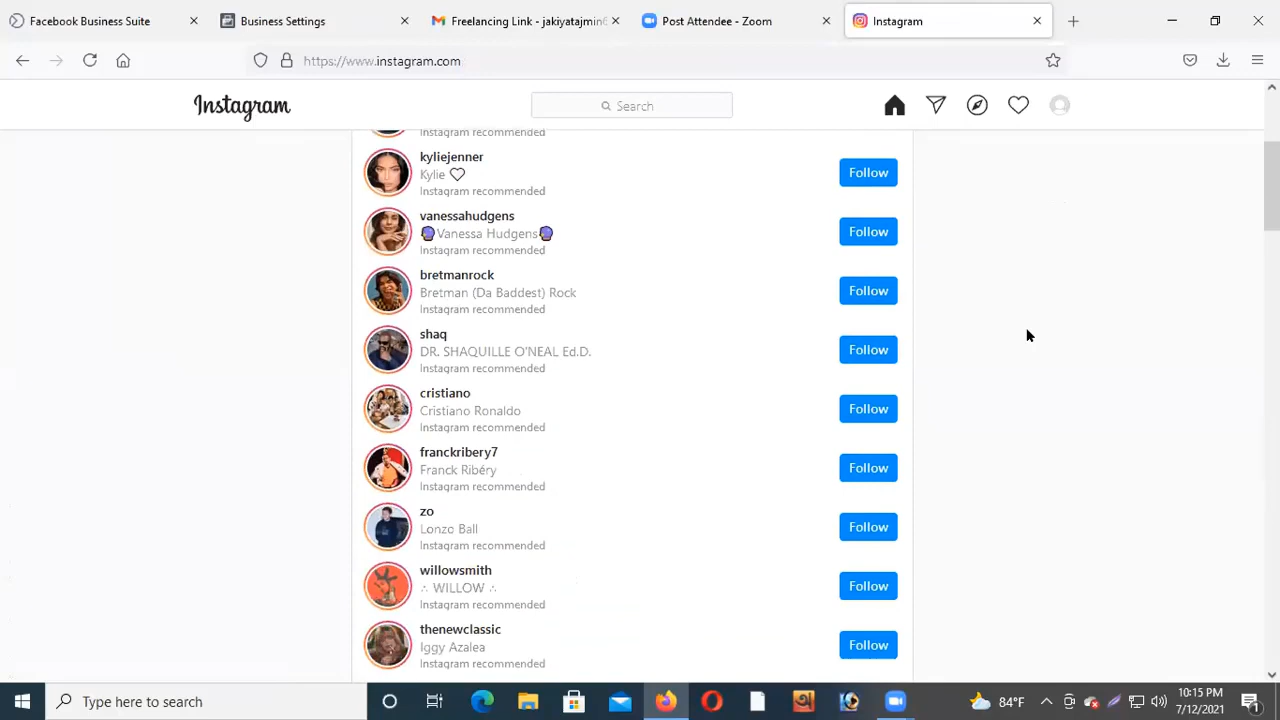 Facebook Business Suite
Business Settings
Freelancing Link - jakiyatajmin
Post Attendee - Zoom
Instagram
https://www.instagram.com
Instagram
Search
Instagram recommended
kyliejenner
Kylie ♡
Instagram recommended
Follow
vanessahudgens
🔮Vanessa Hudgens🔮
Instagram recommended
Follow
bretmanrock
Bretman (Da Baddest) Rock
Instagram recommended
Follow
shaq
DR. SHAQUILLE O'NEAL Ed.D.
Instagram recommended
Follow
cristiano
Cristiano Ronaldo
Instagram recommended
Follow
franckribery7
Franck Ribéry
Instagram recommended
Follow
zo
Lonzo Ball
Instagram recommended
Follow
willowsmith
∴ WILLOW ∴
Instagram recommended
Follow
thenewclassic
Iggy Azalea
Instagram recommended
Follow
Type here to search
84°F
10:15 PM
7/12/2021
1